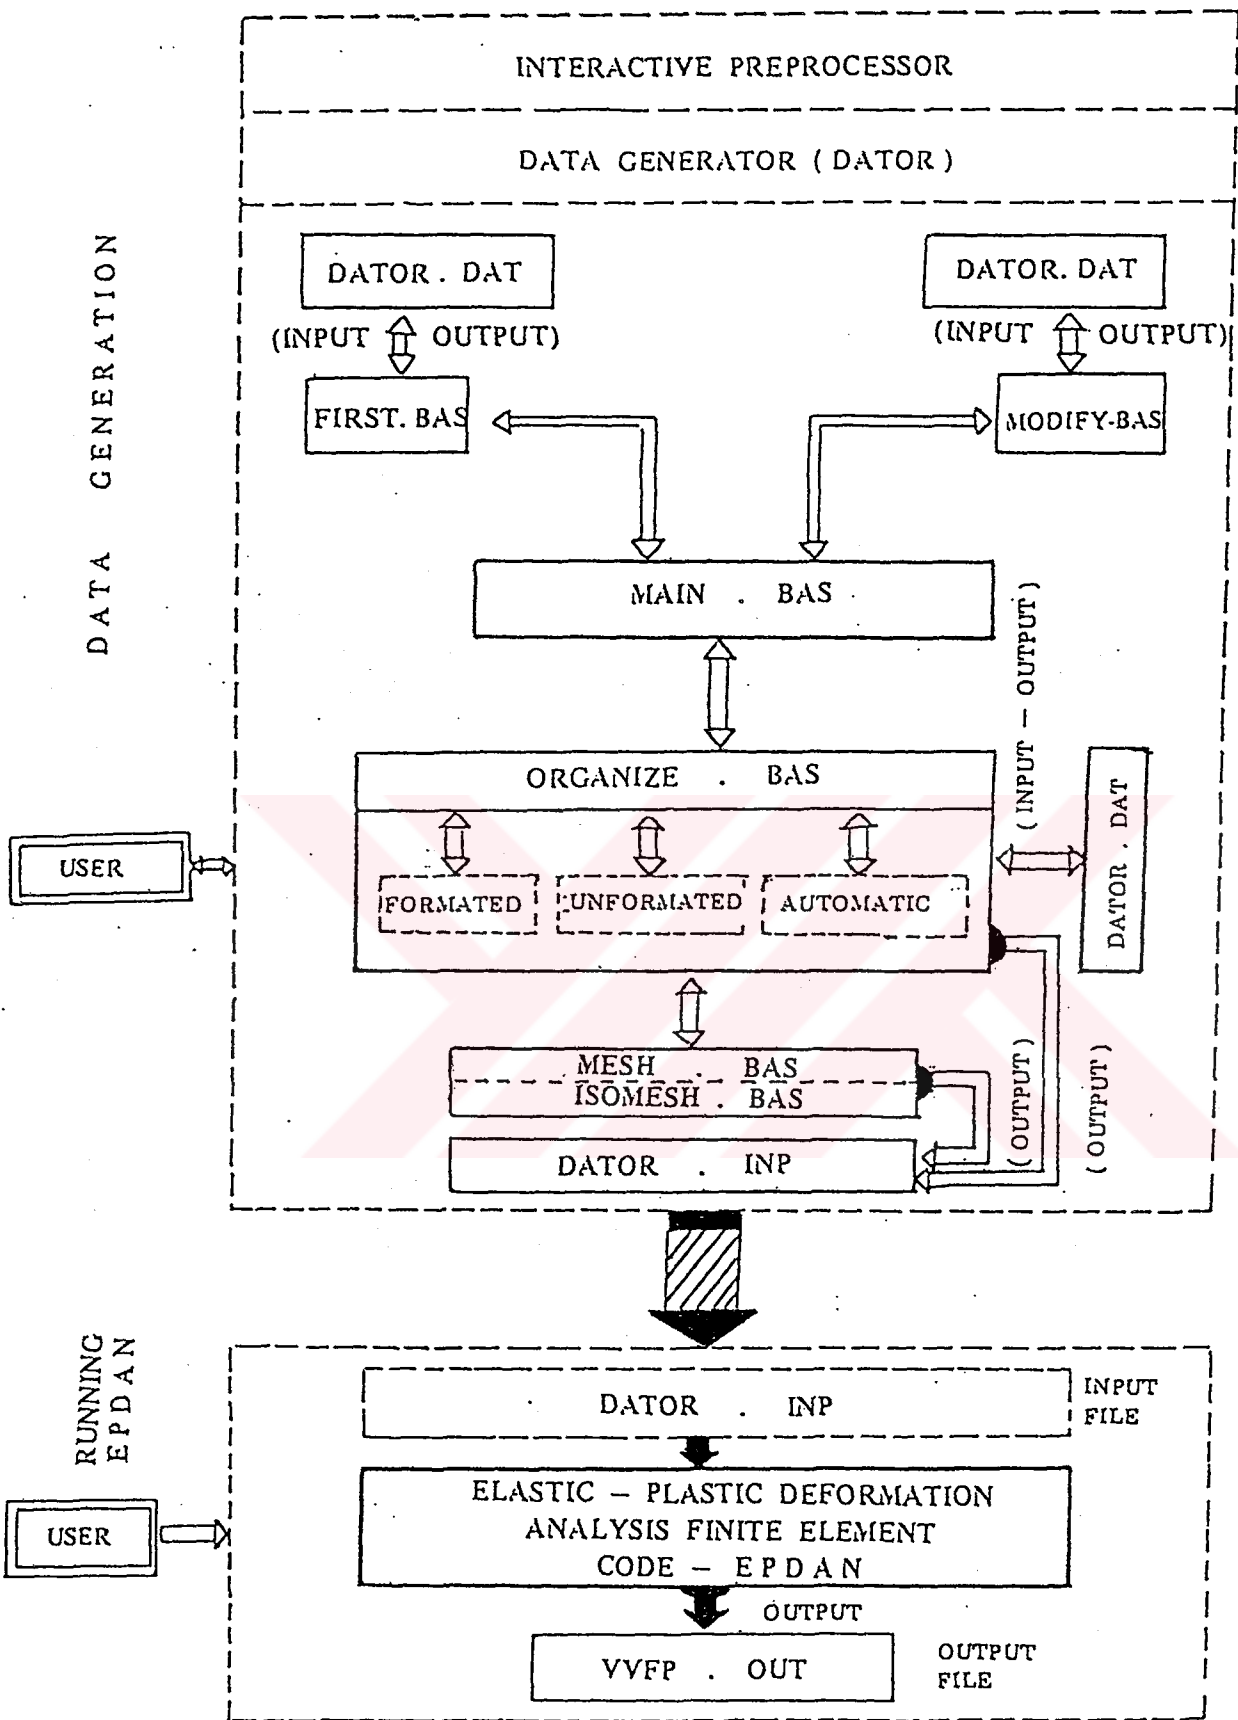 INTERACTIVE PREPROCESSOR
DATA GENERATOR ( DATOR )
DATA GENERATION
DATOR . DAT
DATOR. DAT
(INPUT OUTPUT)
(INPUT OUTPUT)
FIRST. BAS
MODIFY-BAS
MAIN . BAS
( INPUT – OUTPUT )
ORGANIZE . BAS
DATOR . DAT
USER
FORMATED
UNFORMATED
AUTOMATIC
MESH . BAS
ISOMESH . BAS
( OUTPUT )
( OUTPUT )
DATOR . INP
RUNNING
EPDAN
DATOR . INP
INPUT
FILE
ELASTIC – PLASTIC DEFORMATION
ANALYSIS FINITE ELEMENT
CODE – E P D A N
USER
OUTPUT
VVFP . OUT
OUTPUT
FILE